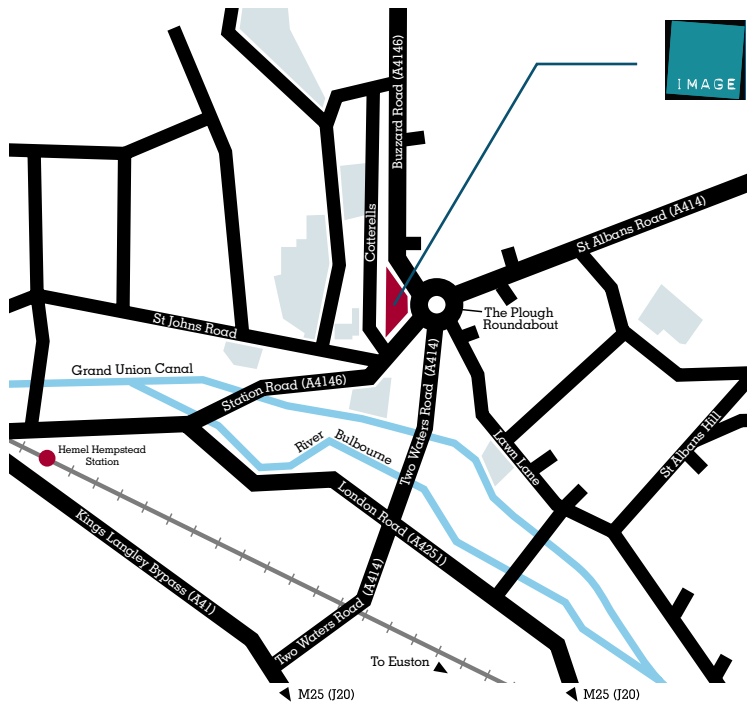 IMAGE
Buzzard Road (A4146)
Cotterells
St Albans Road (A414)
The Plough
Roundabout
St Johns Road
Grand Union Canal
Station Road (A4146)
Two Waters Road (A414)
River Bulbourne
Lawn Lane
St Albans Hill
Hemel Hempstead
Station
London Road (A4251)
Kings Langley Bypass (A41)
Two Waters Road (A414)
To Euston
M25 (J20)
M25 (J20)